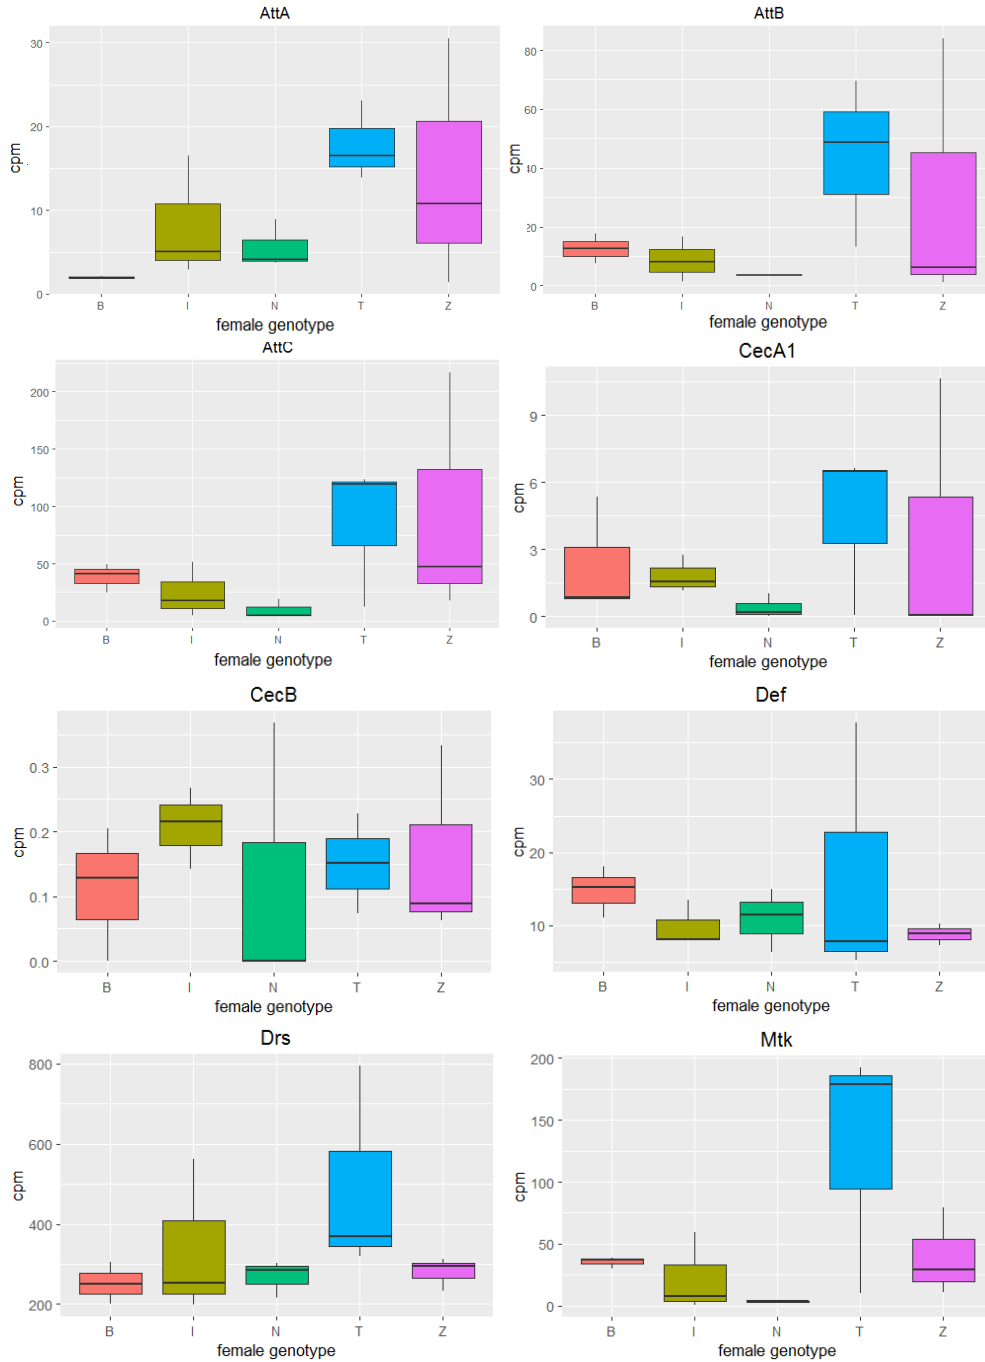 AttA
30
20
10
0
cpm
B I N T Z
female genotype
AttB
80
60
40
20
0
cpm
B I N T Z
female genotype
AttC
200
150
100
50
0
cpm
B I N T Z
female genotype
CecA1
9
6
3
0
cpm
B I N T Z
female genotype
CecB
0.3
0.2
0.1
0.0
cpm
B I N T Z
female genotype
Def
30
20
10
cpm
B I N T Z
female genotype
Drs
800
600
400
200
cpm
B I N T Z
female genotype
Mtk
200
150
100
50
0
cpm
B I N T Z
female genotype